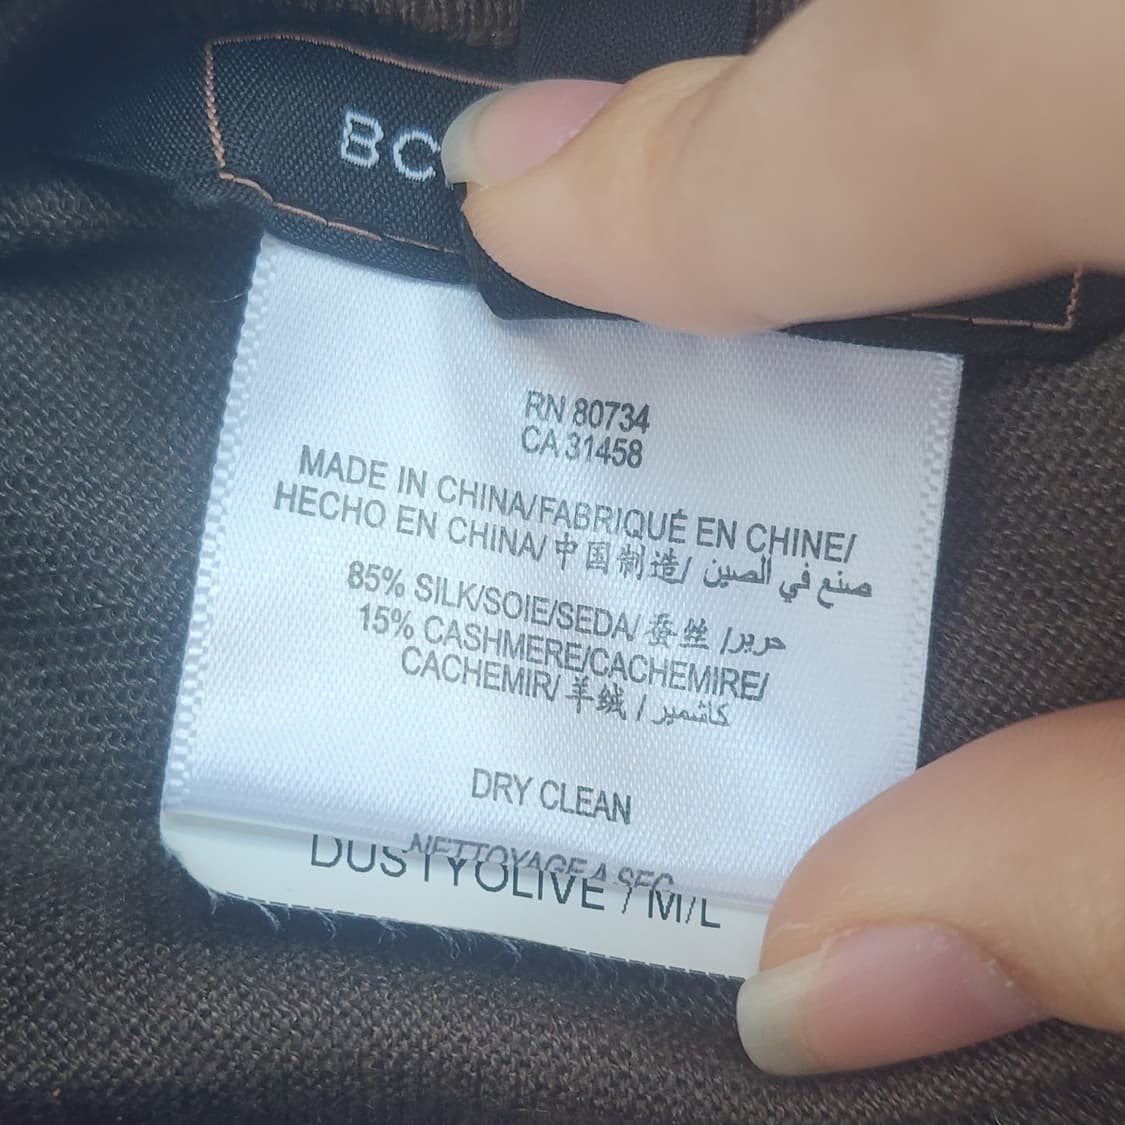 BC
RN 80734
CA 31458
MADE IN CHINA/FABRIQUÉ EN CHINE/
HECHO EN CHINA/ 中国制造/ صنع في الصين
85% SILK/SOIE/SEDA/ 蚕丝 / حرير
15% CASHMERE/CACHEMIRE/
CACHEMIR/ 羊绒 / كاشمير
DRY CLEAN
NETTOYAGE A SEC
DUSTYOLIVE / M/L